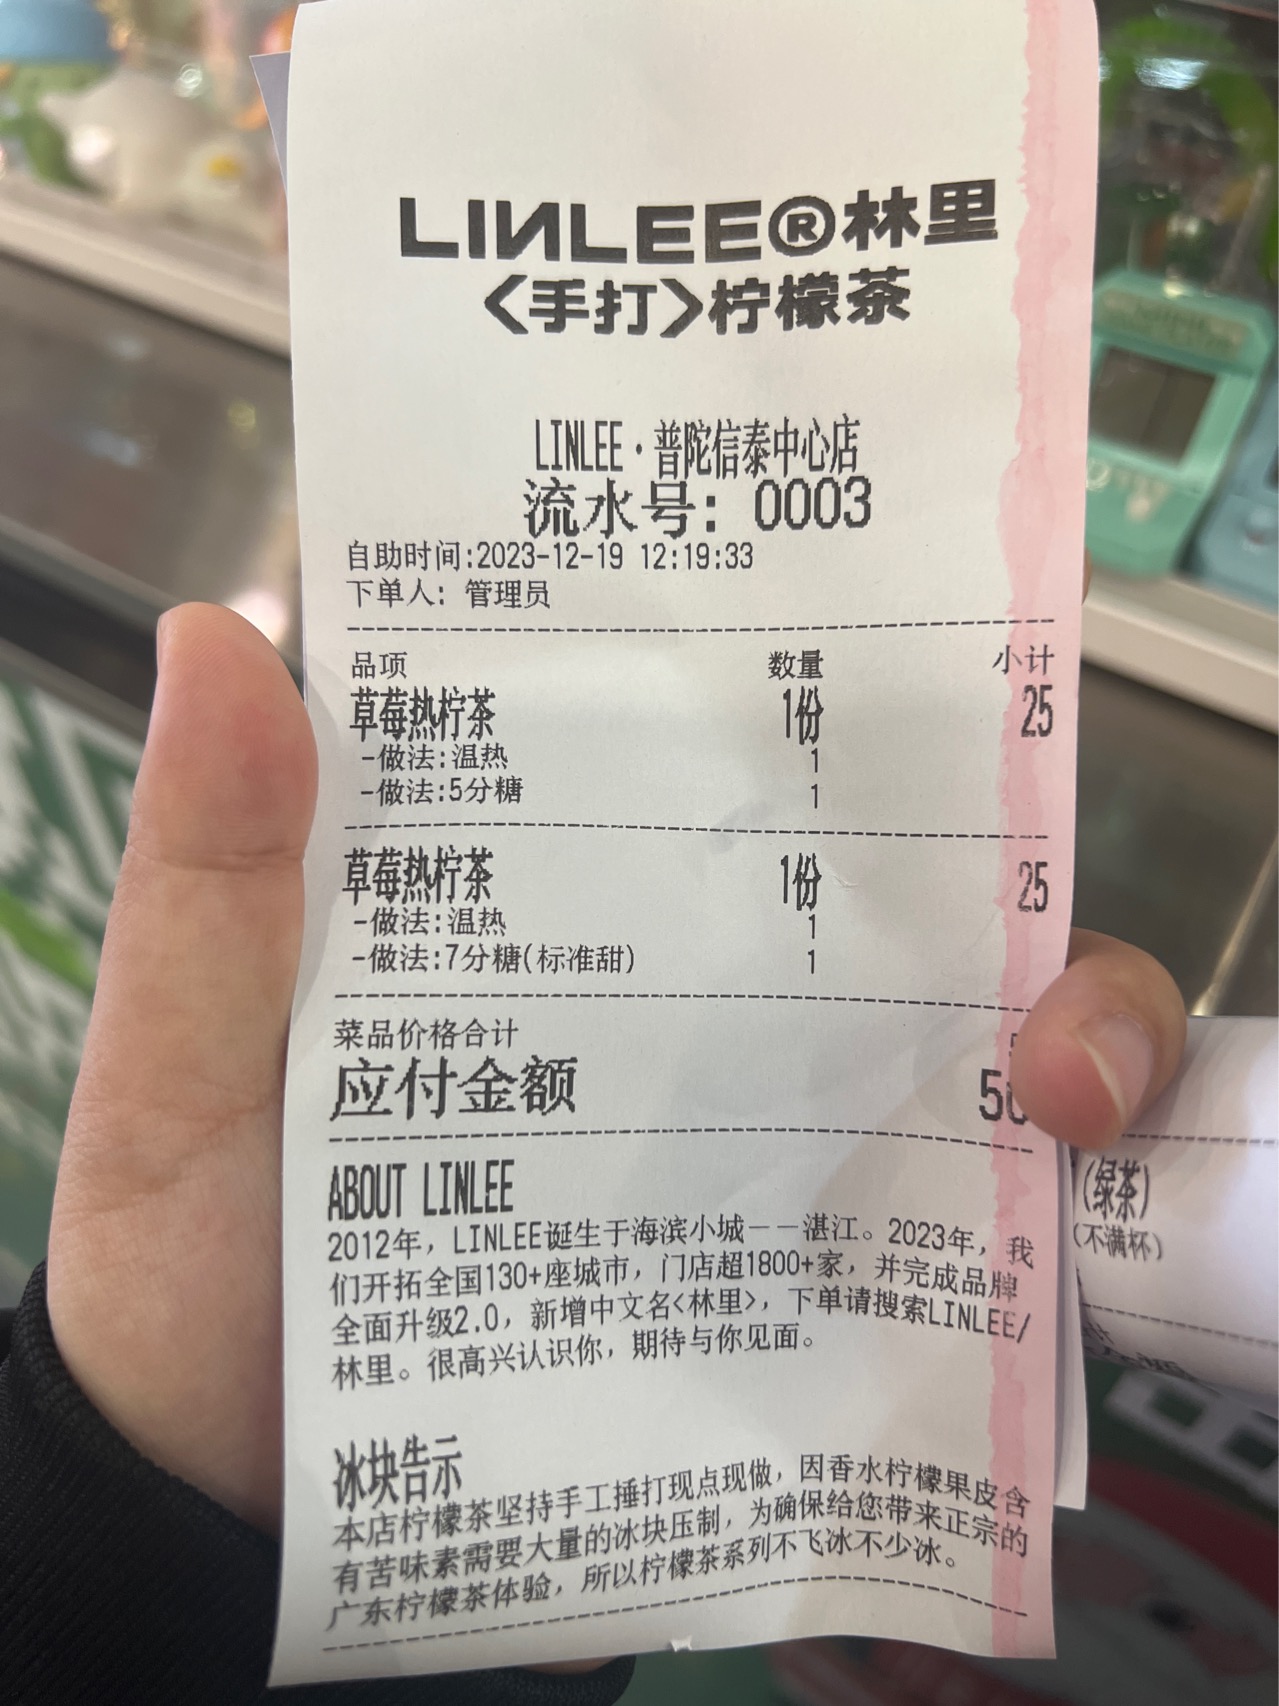 LINLEE®林里
<手打>柠檬茶
LINLEE·普陀信泰中心店
流水号：0003
自助时间:2023-12-19 12:19:33
下单人：管理员
品项 数量 小计
草莓热柠茶 1份 25
-做法:温热 1
-做法:5分糖 1
草莓热柠茶 1份 25
-做法:温热 1
-做法:7分糖(标准甜) 1
菜品价格合计
应付金额 50
ABOUT LINLEE
2012年，LINLEE诞生于海滨小城——湛江。2023年，我
们开拓全国130+座城市，门店超1800+家，并完成品牌
全面升级2.0，新增中文名<林里>，下单请搜索LINLEE/
林里。很高兴认识你，期待与你见面。
冰块告示
本店柠檬茶坚持手工捶打现点现做，因香水柠檬果皮含
有苦味素需要大量的冰块压制，为确保给您带来正宗的
广东柠檬茶体验，所以柠檬茶系列不飞冰不少冰。
(绿茶)
(不满杯)